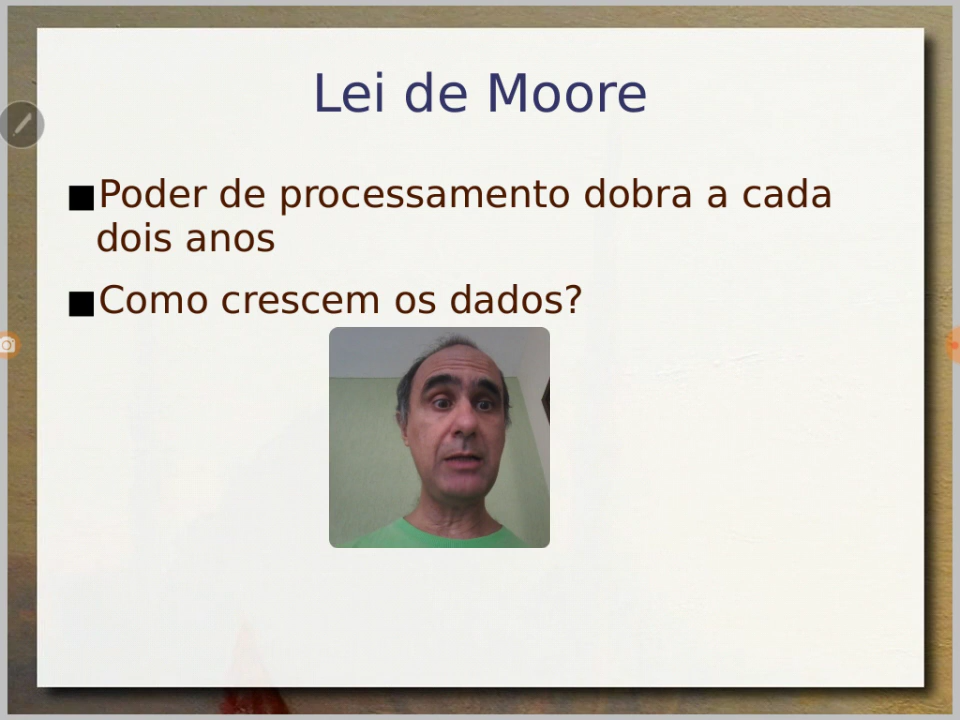 Lei de Moore
Poder de processamento dobra a cada
dois anos
Como crescem os dados?